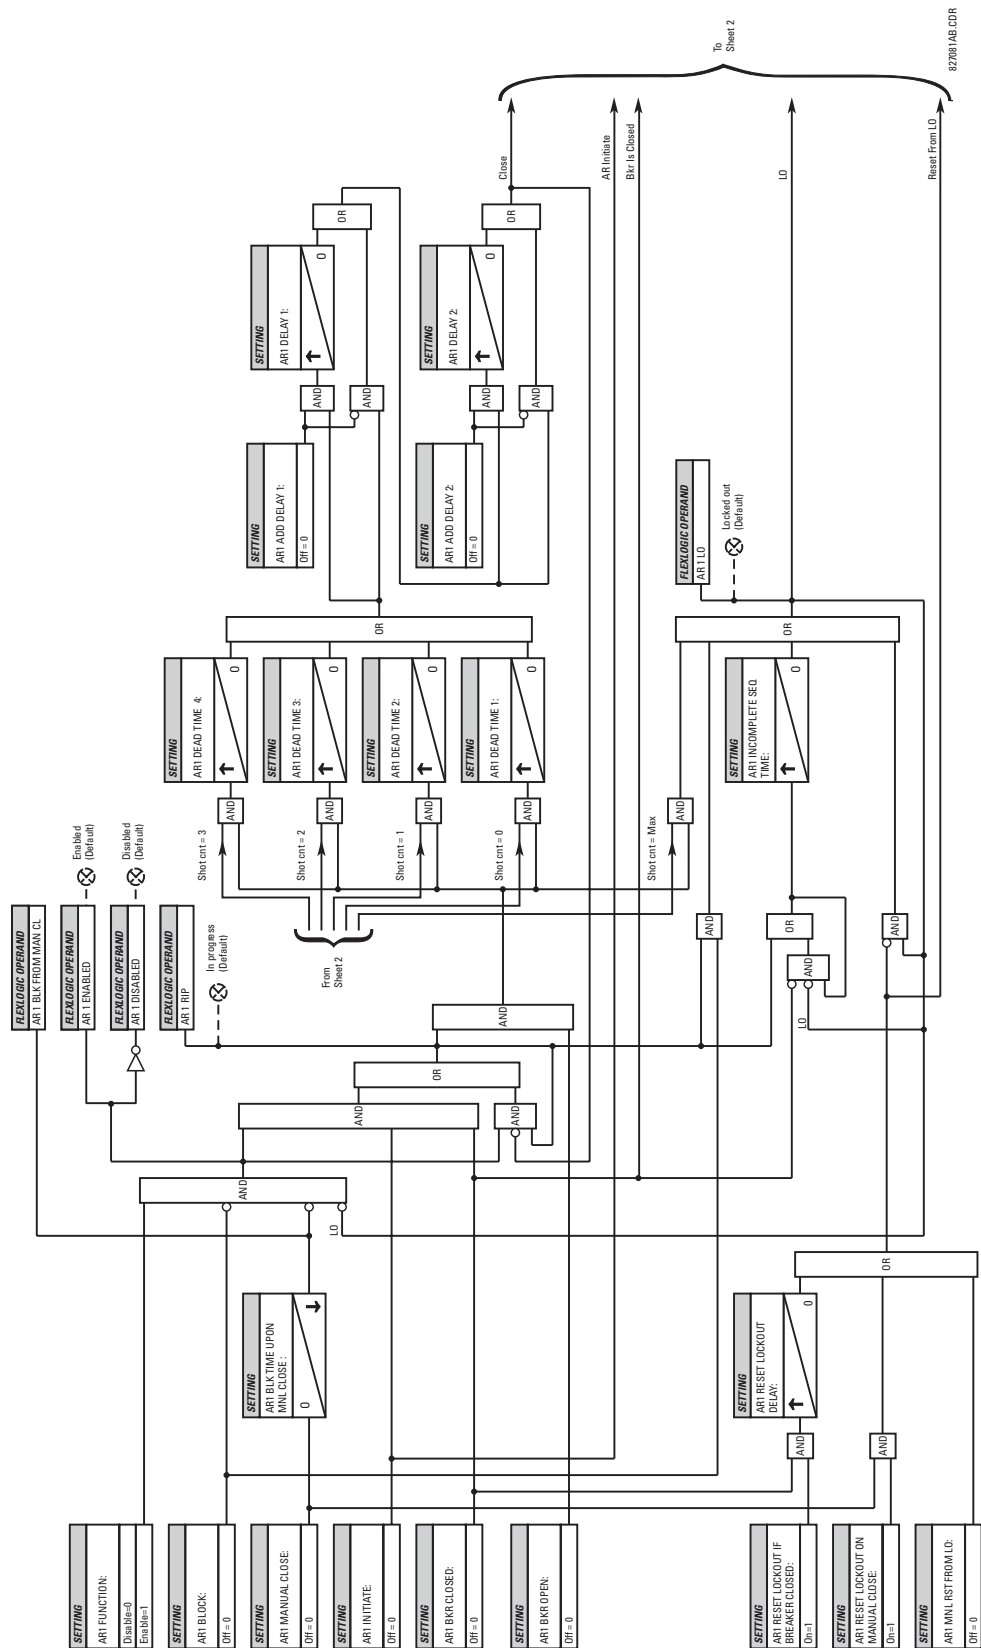 SETTING
AR1 FUNCTION:
Disable=0
Enable=1
SETTING
AR1 BLOCK:
Off = 0
SETTING
AR1 MANUAL CLOSE:
Off = 0
SETTING
AR1 INITIATE:
Off = 0
SETTING
AR1 BKR CLOSED:
Off = 0
SETTING
AR1 BKR OPEN:
Off = 0
SETTING
AR1 RESET LOCKOUT IF
BREAKER CLOSED:
On=1
SETTING
AR1 RESET LOCKOUT ON
MANUAL CLOSE:
On=1
SETTING
AR1 MNL RST FROM LO:
Off = 0
SETTING
AR1 BLK TIME UPON
MNL CLOSE :
0
SETTING
AR1 RESET LOCKOUT
DELAY:
0
AND
AND
OR
AND
LO
FLEXLOGIC OPERAND
AR 1 BLK FROM MAN CL
FLEXLOGIC OPERAND
AR 1 ENABLED
Enabled
(Default)
FLEXLOGIC OPERAND
AR 1 DISABLED
Disabled
(Default)
FLEXLOGIC OPERAND
AR 1 RIP
In progress
(Default)
AND
AND
OR
AND
From
Sheet 2
LO
AND
OR
AND
AND
Shot cnt = 3
Shot cnt = 2
Shot cnt = 1
Shot cnt = 0
Shot cnt = Max
AND
AND
AND
AND
AND
SETTING
AR1 DEAD TIME 4:
0
SETTING
AR1 DEAD TIME 3:
0
SETTING
AR1 DEAD TIME 2:
0
SETTING
AR1 DEAD TIME 1:
0
SETTING
AR1 INCOMPLETE SEQ
TIME:
0
OR
OR
SETTING
AR1 ADD DELAY 1:
Off = 0
SETTING
AR1 ADD DELAY 2:
Off = 0
FLEXLOGIC OPERAND
AR 1 LO
Locked out
(Default)
AND
AND
AND
AND
SETTING
AR1 DELAY 1:
0
SETTING
AR1 DELAY 2:
0
OR
OR
Close
AR Initiate
Bkr Is Closed
LO
Reset From LO
To
Sheet 2
827081AB.CDR